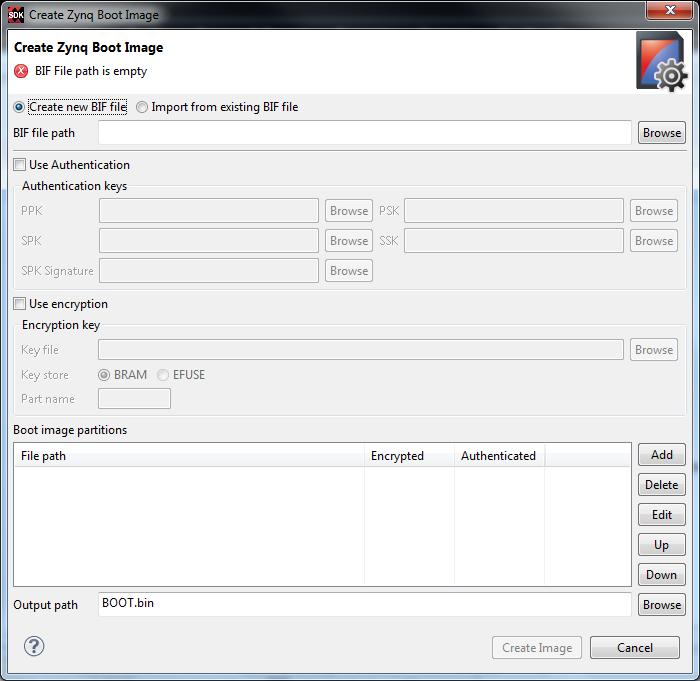 SDK Create Zynq Boot Image
Create Zynq Boot Image
BIF File path is empty
Create new BIF file Import from existing BIF file
BIF file path Browse
Use Authentication
Authentication keys
PPK Browse PSK Browse
SPK Browse SSK Browse
SPK Signature Browse
Use encryption
Encryption key
Key file Browse
Key store BRAM EFUSE
Part name
Boot image partitions
File path Encrypted Authenticated Add
Delete
Edit
Up
Down
Output path BOOT.bin Browse
? Create Image Cancel